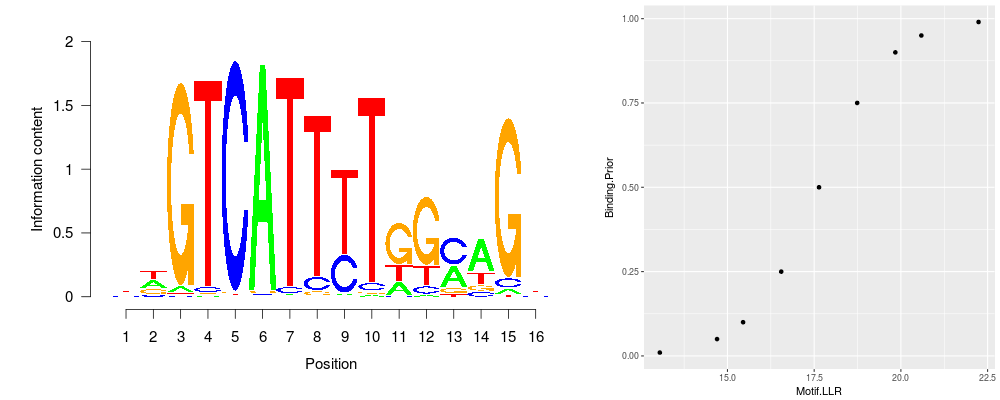 2
1.5
1
0.5
0
Information content
T G T C A T T T T G G C A G
1 2 3 4 5 6 7 8 9 10 11 12 13 14 15 16
Position
1.00
0.75
0.50
0.25
0.00
Binding.Prior
15.0 17.5 20.0 22.5
Motif.LLR